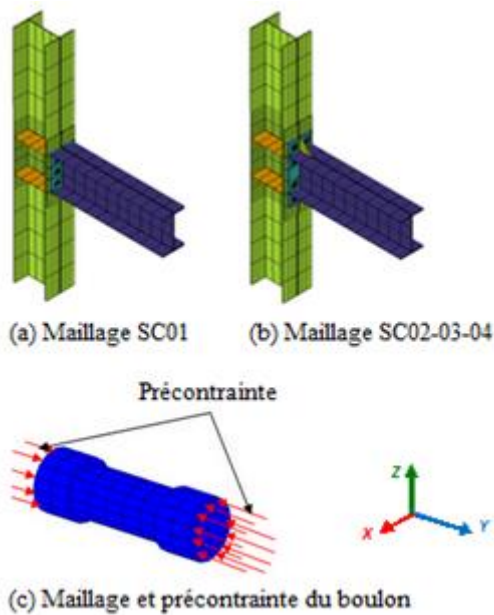 (a) Maillage SC01
(b) Maillage SC02-03-04
Précontrainte
Z
X
Y
(c) Maillage et précontrainte du boulon